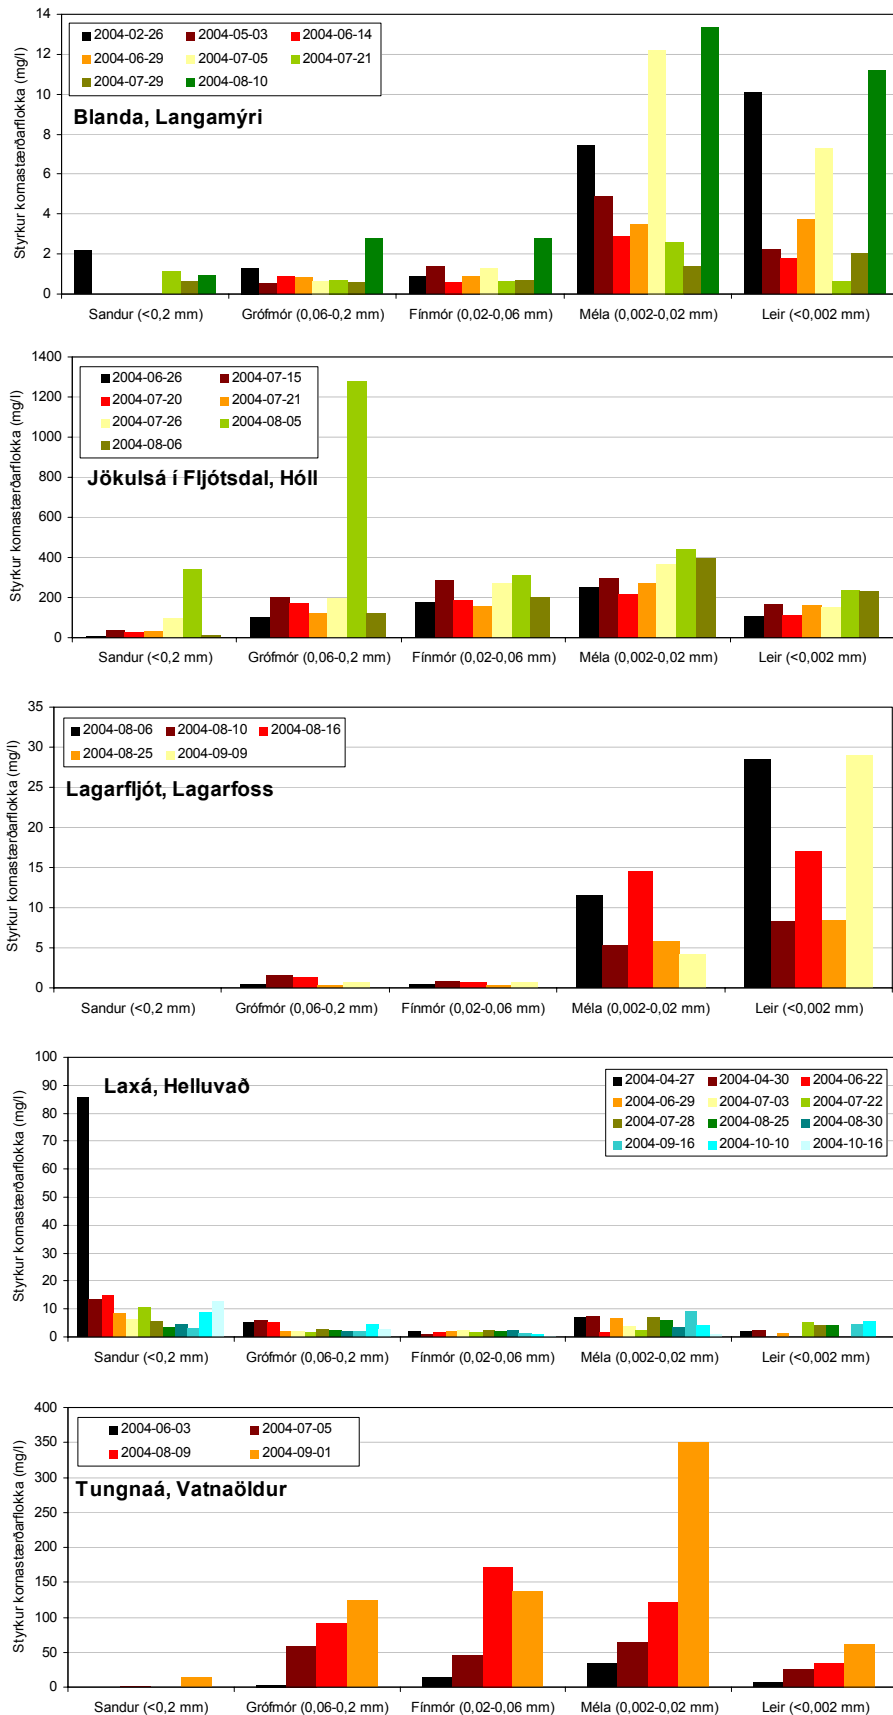 14
12
10
8
6
4
2
0
Styrkur kornastærðarflokka (mg/l)
2004-02-26 2004-05-03 2004-06-14
2004-06-29 2004-07-05 2004-07-21
2004-07-29 2004-08-10
Blanda, Langamýri
Sandur (<0,2 mm) Grófmór (0,06-0,2 mm) Fínmór (0,02-0,06 mm) Méla (0,002-0,02 mm) Leir (<0,002 mm)
1400
1200
1000
800
600
400
200
0
Styrkur kornastærðarflokka (mg/l)
2004-06-26 2004-07-15
2004-07-20 2004-07-21
2004-07-26 2004-08-05
2004-08-06
Jökulsá í Fljótsdal, Hóll
Sandur (<0,2 mm) Grófmór (0,06-0,2 mm) Fínmór (0,02-0,06 mm) Méla (0,002-0,02 mm) Leir (<0,002 mm)
35
30
25
20
15
10
5
0
Styrkur kornastærðarflokka (mg/l)
2004-08-06 2004-08-10 2004-08-16
2004-08-25 2004-09-09
Lagarfljót, Lagarfoss
Sandur (<0,2 mm) Grófmór (0,06-0,2 mm) Fínmór (0,02-0,06 mm) Méla (0,002-0,02 mm) Leir (<0,002 mm)
100
90
80
70
60
50
40
30
20
10
0
Styrkur kornastærðarflokka (mg/l)
Laxá, Helluvað
2004-04-27 2004-04-30 2004-06-22
2004-06-29 2004-07-03 2004-07-22
2004-07-28 2004-08-25 2004-08-30
2004-09-16 2004-10-10 2004-10-16
Sandur (<0,2 mm) Grófmór (0,06-0,2 mm) Fínmór (0,02-0,06 mm) Méla (0,002-0,02 mm) Leir (<0,002 mm)
400
350
300
250
200
150
100
50
0
Styrkur kornastærðarflokka (mg/l)
2004-06-03 2004-07-05
2004-08-09 2004-09-01
Tungnaá, Vatnaöldur
Sandur (<0,2 mm) Grófmór (0,06-0,2 mm) Fínmór (0,02-0,06 mm) Méla (0,002-0,02 mm) Leir (<0,002 mm)